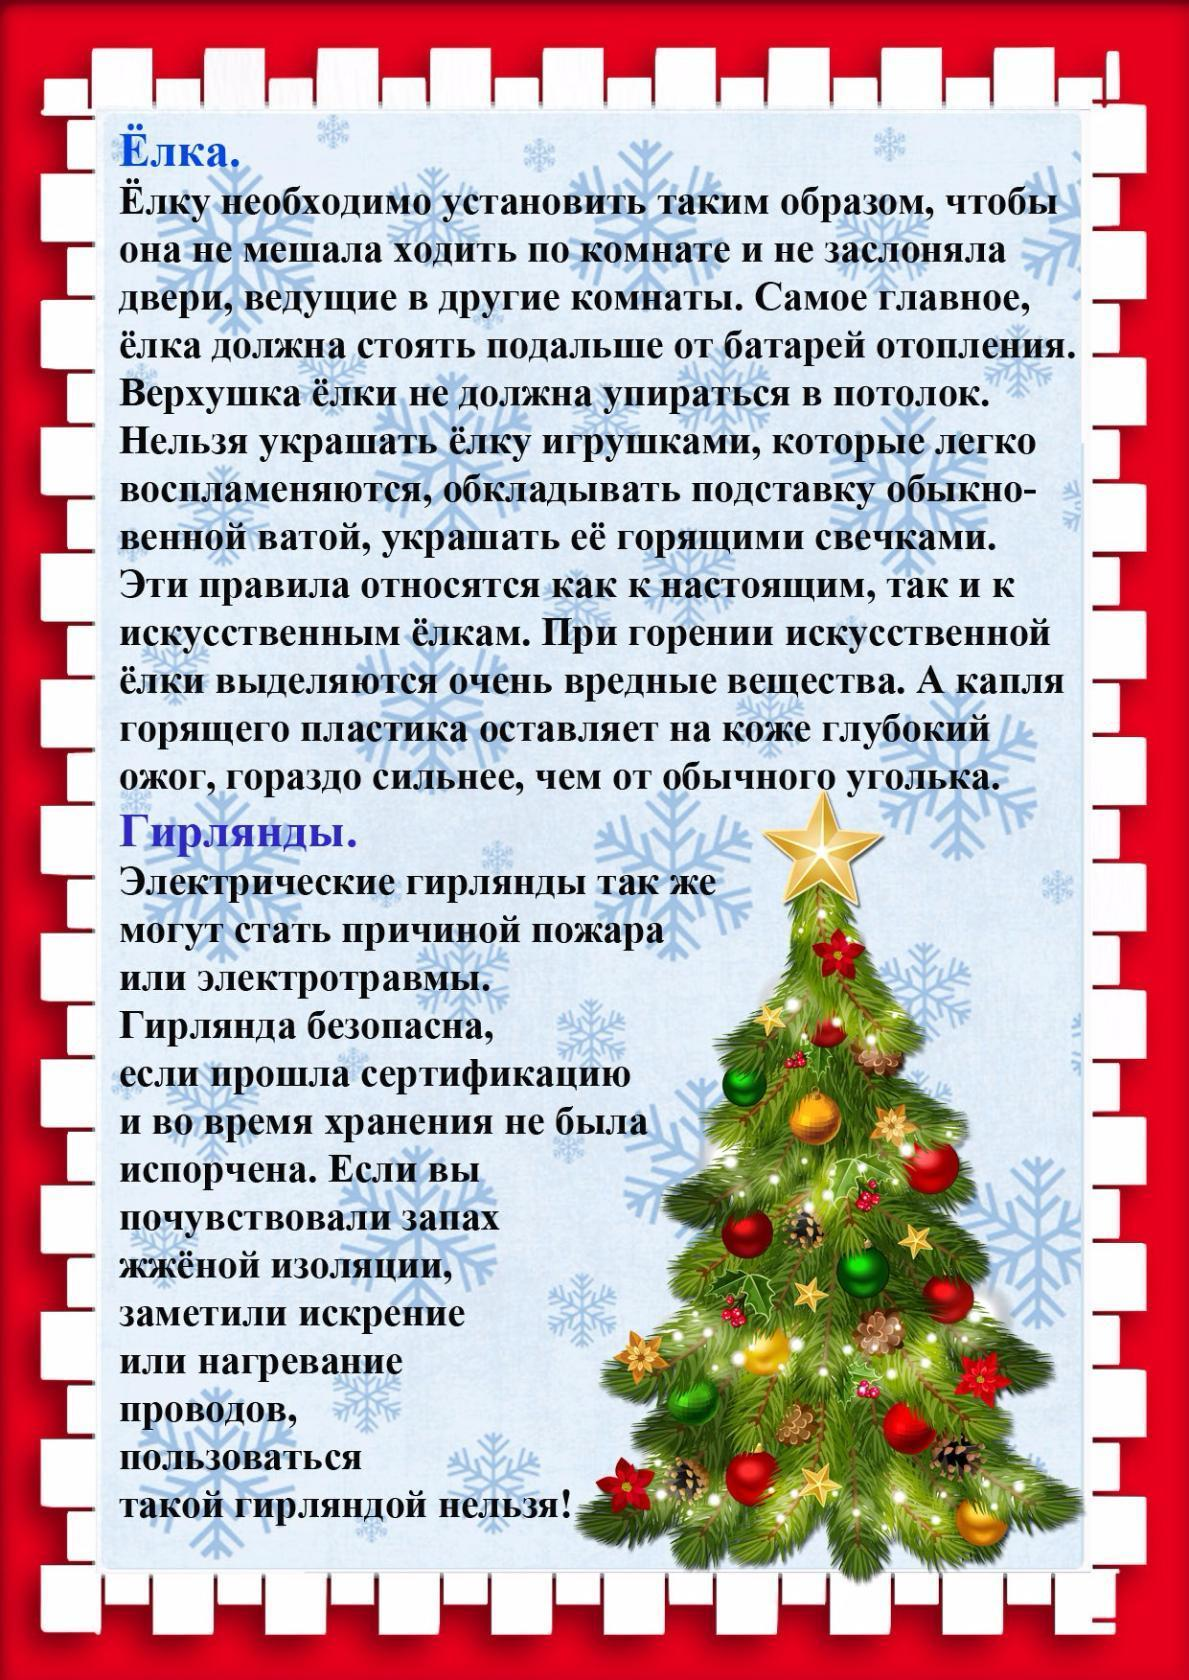 Ёлка.
Ёлку необходимо установить таким образом, чтобы
она не мешала ходить по комнате и не заслоняла
двери, ведущие в другие комнаты. Самое главное,
ёлка должна стоять подальше от батарей отопления.
Верхушка ёлки не должна упираться в потолок.
Нельзя украшать ёлку игрушками, которые легко
воспламеняются, обкладывать подставку обыкно-
венной ватой, украшать её горящими свечками.
Эти правила относятся как к настоящим, так и к
искусственным ёлкам. При горении искусственной
ёлки выделяются очень вредные вещества. А капля
горящего пластика оставляет на коже глубокий
ожог, гораздо сильнее, чем от обычного уголька.
Гирлянды.
Электрические гирлянды так же
могут стать причиной пожара
или электротравмы.
Гирлянда безопасна,
если прошла сертификацию
и во время хранения не была
испорчена. Если вы
почувствовали запах
жжёной изоляции,
заметили искрение
или нагревание
проводов,
пользоваться
такой гирляндой нельзя!